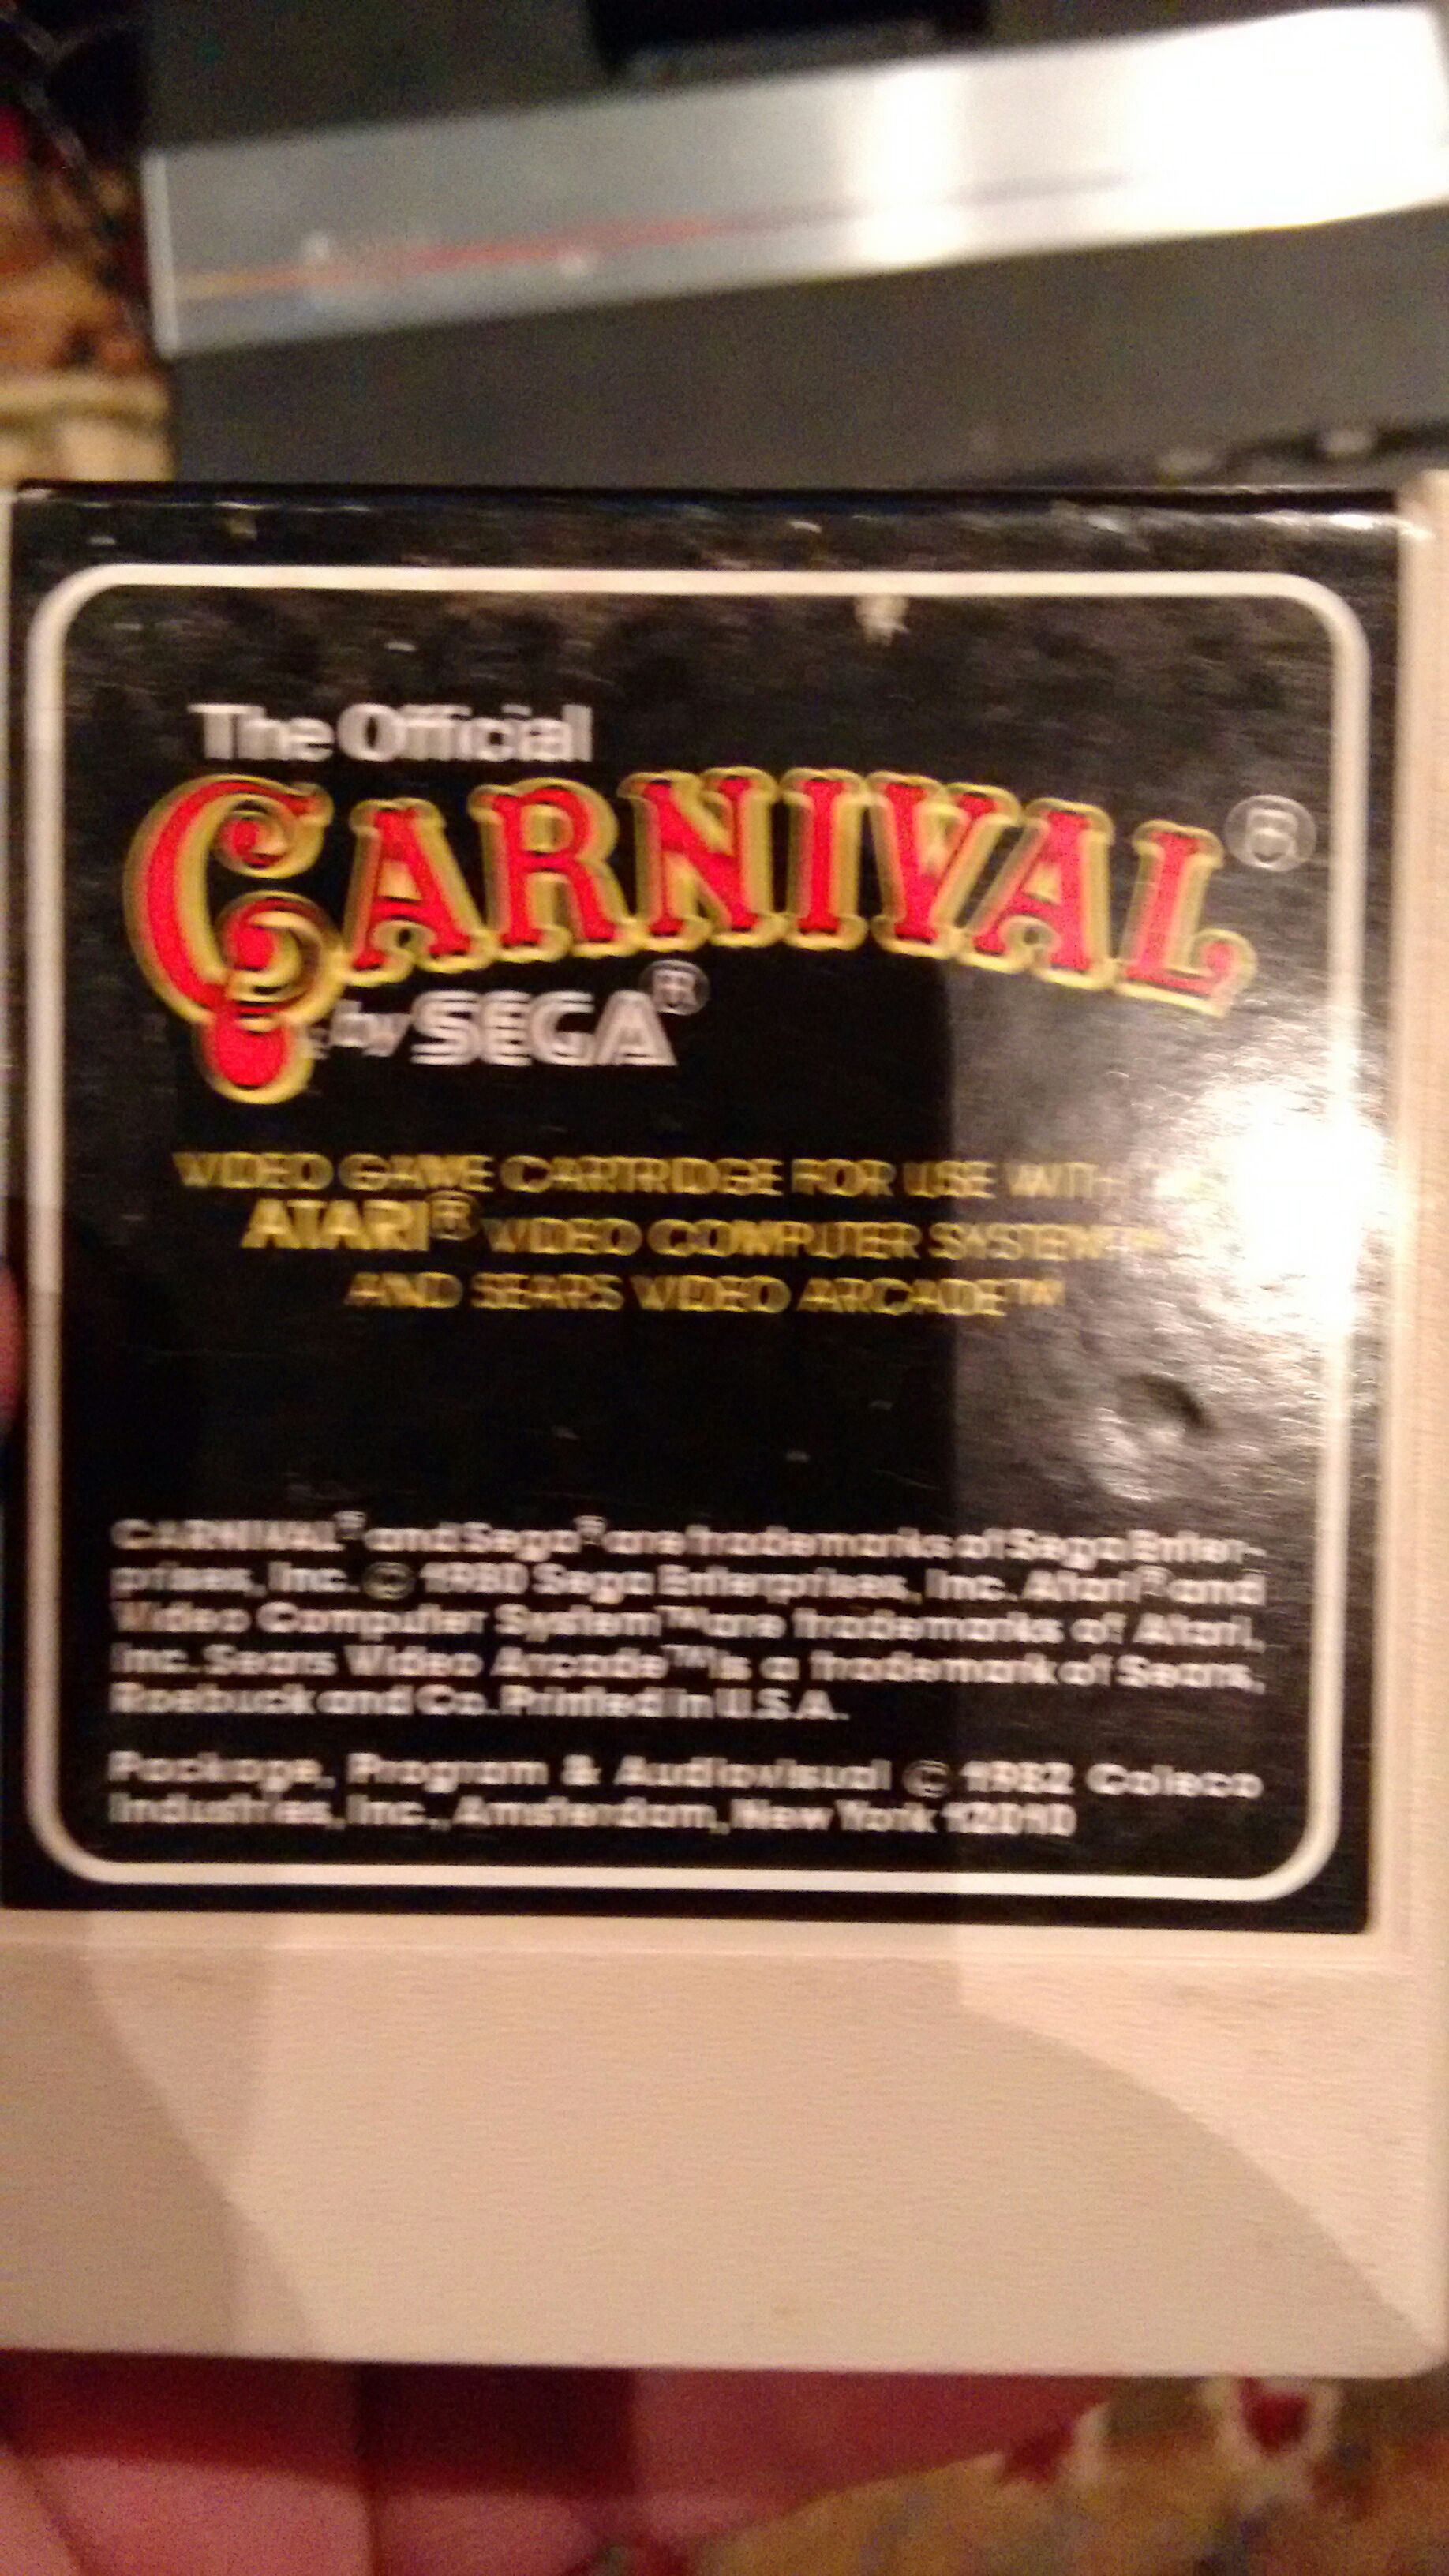 The Official
CARNIVAL®
by SEGA®
VIDEO GAME CARTRIDGE FOR USE WITH
ATARI® VIDEO COMPUTER SYSTEM™
AND SEARS VIDEO ARCADE™
CARNIVAL® and Sega® are trademarks of Sega Enter-
prises, Inc. © 1980 Sega Enterprises, Inc. Atari® and
Video Computer System™ are trademarks of Atari,
Inc. Sears Video Arcade™ is a trademark of Sears,
Roebuck and Co. Printed in U.S.A.
Package, Program & Audiovisual © 1982 Coleco
Industries, Inc., Amsterdam, New York 12010